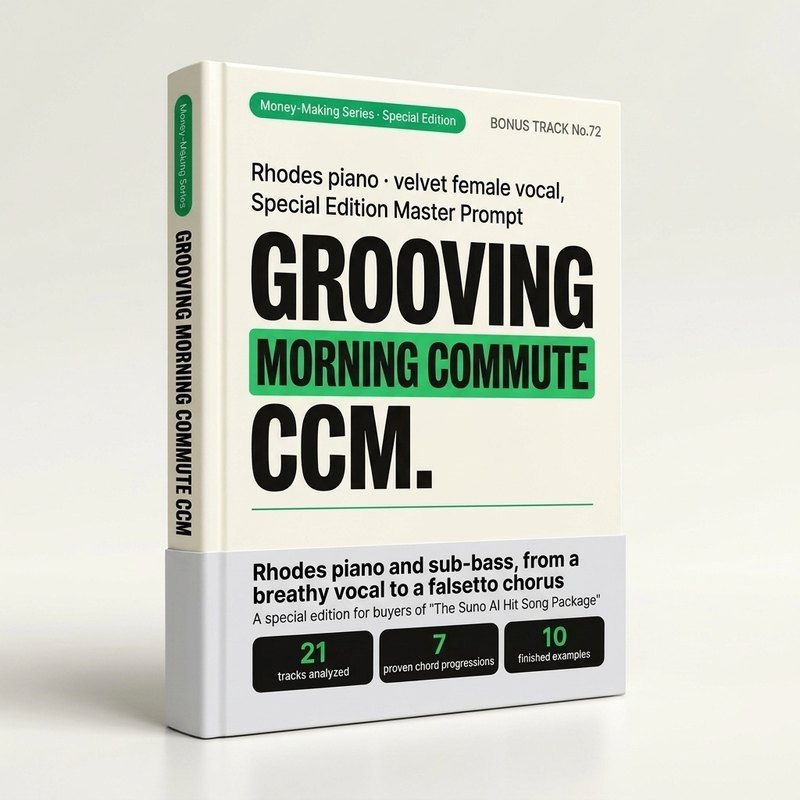 Money-Making Series · Special Edition
BONUS TRACK No.72
Rhodes piano · velvet female vocal,
Special Edition Master Prompt
GROOVING
MORNING COMMUTE
CCM.
Rhodes piano and sub-bass, from a
breathy vocal to a falsetto chorus
A special edition for buyers of "The Suno AI Hit Song Package"
21
tracks analyzed
7
proven chord progressions
10
finished examples
Money-Making Series
GROOVING MORNING COMMUTE CCM